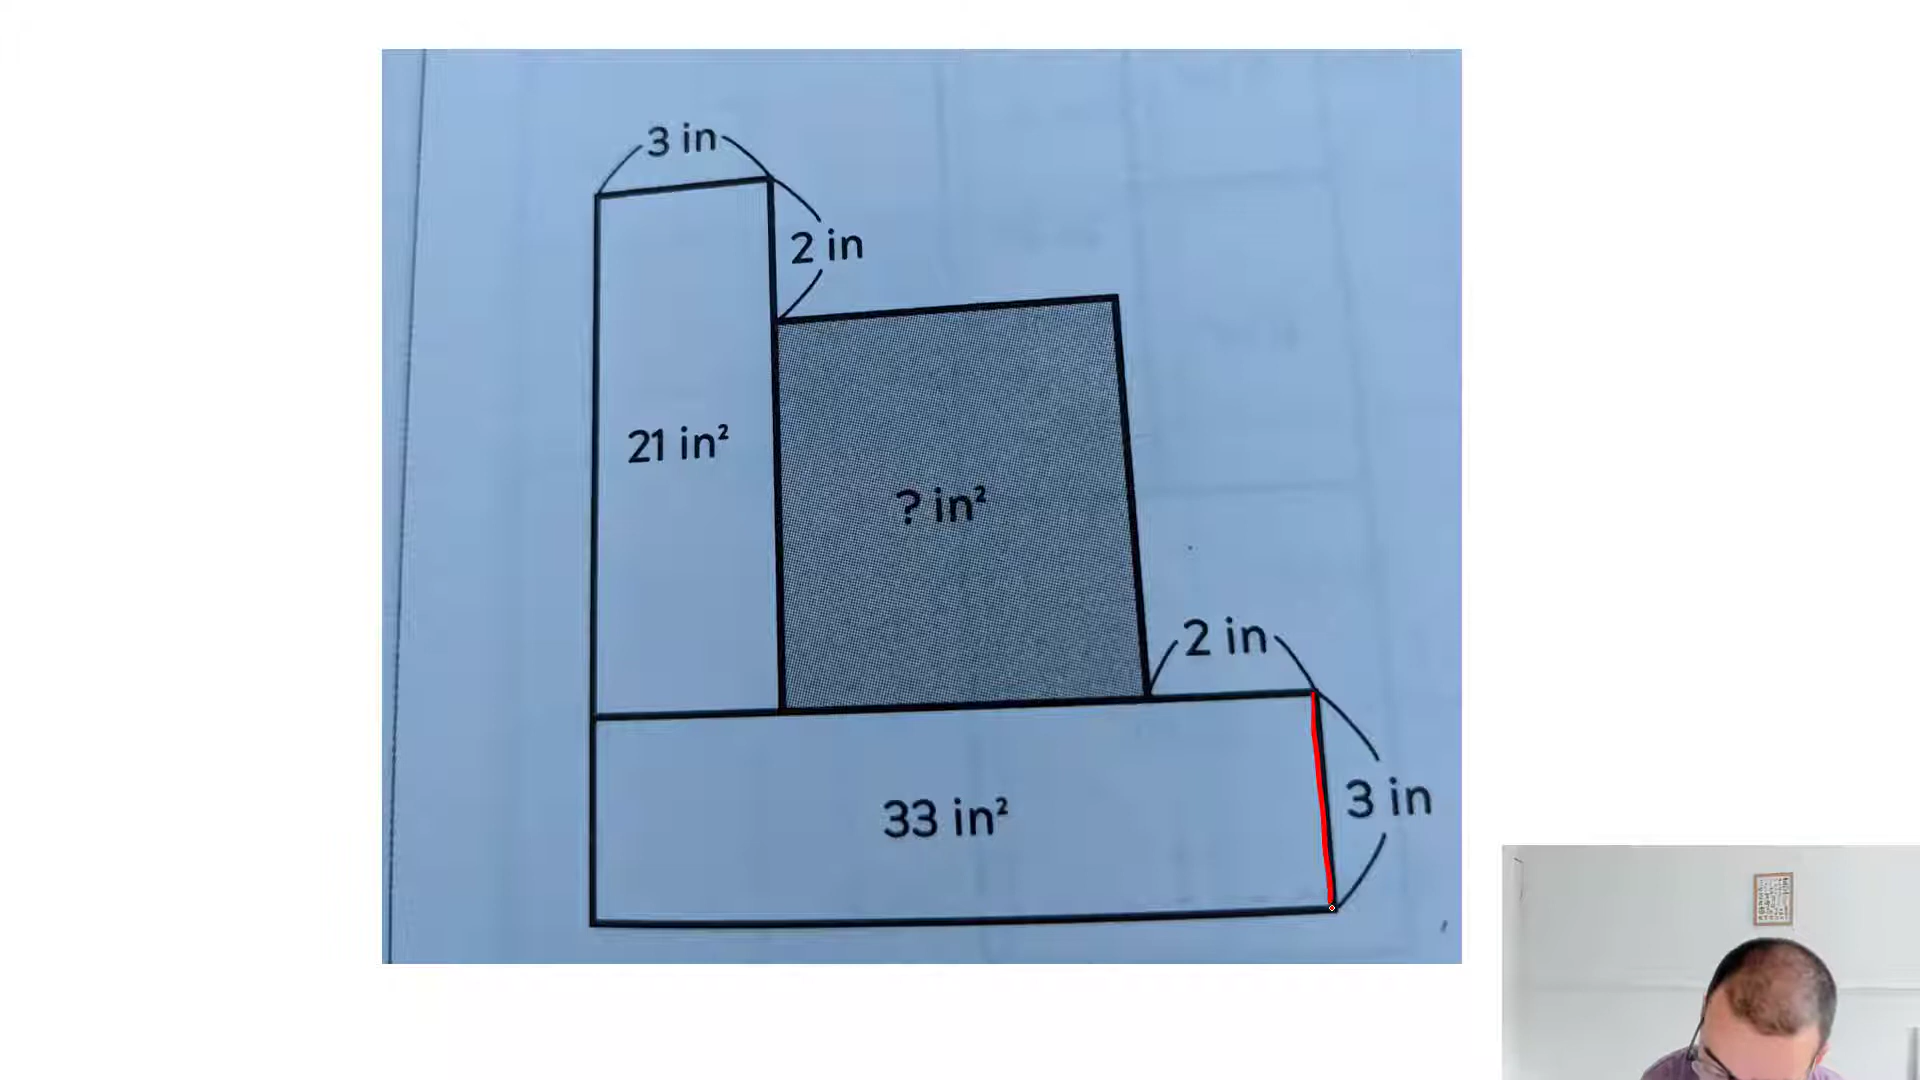 3 in
2 in
21 in²
? in²
2 in
33 in²
3 in